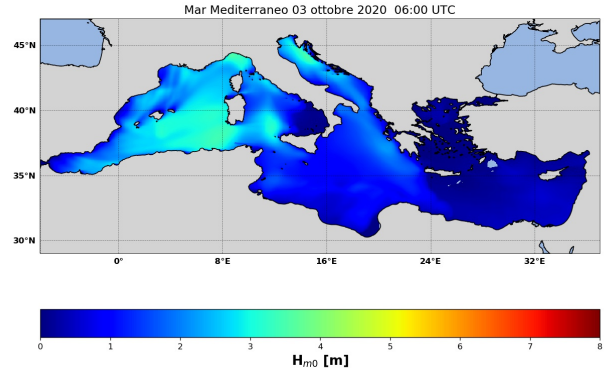 Mar Mediterraneo 03 ottobre 2020 06:00 UTC
45°N
40°N
35°N
30°N
0° 8°E 16°E 24°E 32°E
0 1 2 3 4 5 6 7 8
Hm0 [m]